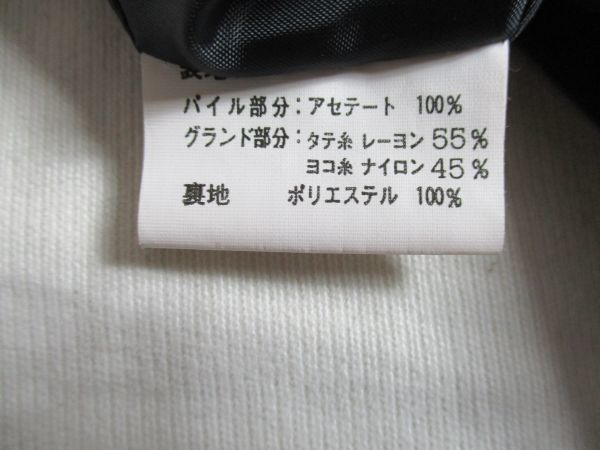 表地
パイル部分：アセテート 100%
グランド部分：タテ糸 レーヨン 55%
ヨコ糸 ナイロン 45%
裏地 ポリエステル 100%